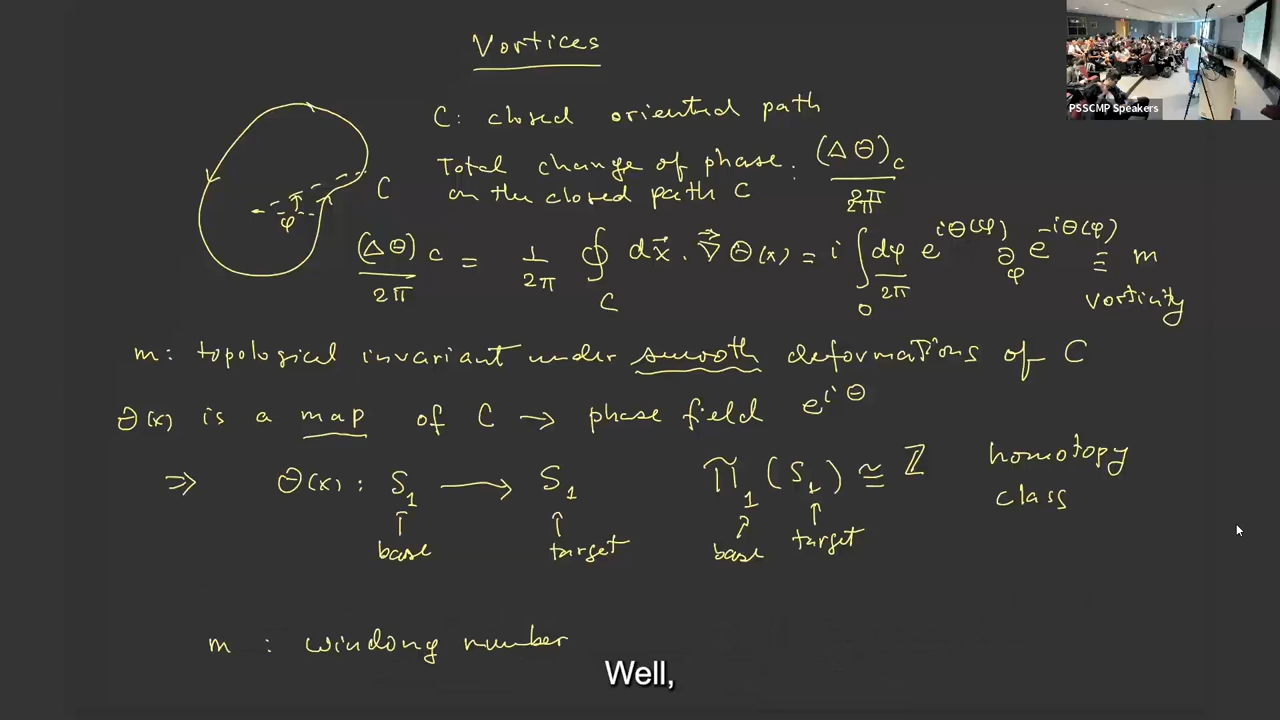 Vortices
PSSCMP Speakers
C: closed oriented path
Total change of phase: (Δθ)_C / 2π
on the closed path C
C
φ
(Δθ)_C / 2π = 1/2π ∮_C dx⃗ · ∇⃗ θ(x) = i ∫_0 dφ/2π e^{iθ(φ)} ∂_φ e^{-iθ(φ)} ≡ m
vorticity
m: topological invariant under smooth deformations of C
θ(x) is a map of C → phase field e^{iθ}
⇒ θ(x): S_1 → S_1 Π_1 (S_1) ≅ ℤ homotopy
class
↑ ↑ ↑ ↑
base target base target
m : windong number
Well,